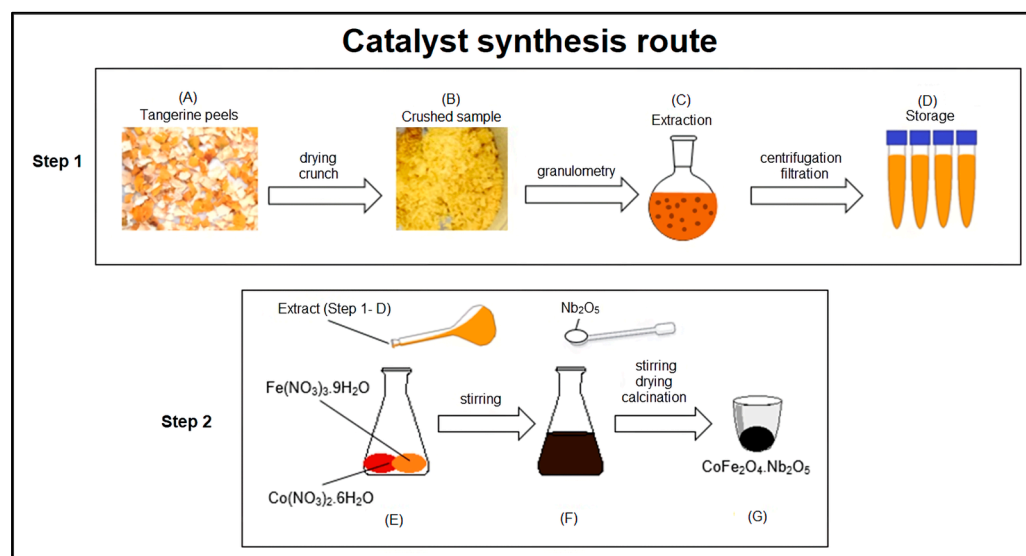 Catalyst synthesis route
Step 1
(A)
Tangerine peels
drying
crunch
(B)
Crushed sample
granulometry
(C)
Extraction
centrifugation
filtration
(D)
Storage
Step 2
Extract (Step 1- D)
Fe(NO₃)₃.9H₂O
Co(NO₃)₂.6H₂O
(E)
stirring
Nb₂O₅
(F)
stirring
drying
calcination
CoFe₂O₄.Nb₂O₅
(G)